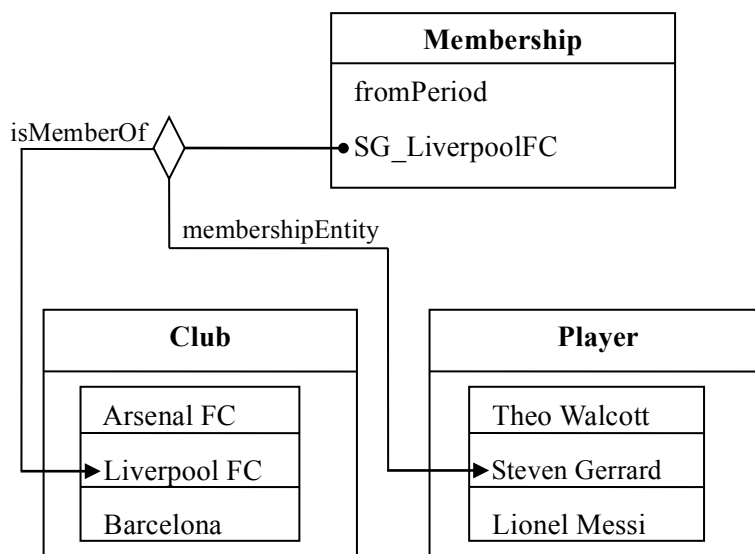 Membership
fromPeriod
isMemberOf
SG_LiverpoolFC
membershipEntity
Club
Player
Arsenal FC
Theo Walcott
Liverpool FC
Steven Gerrard
Barcelona
Lionel Messi